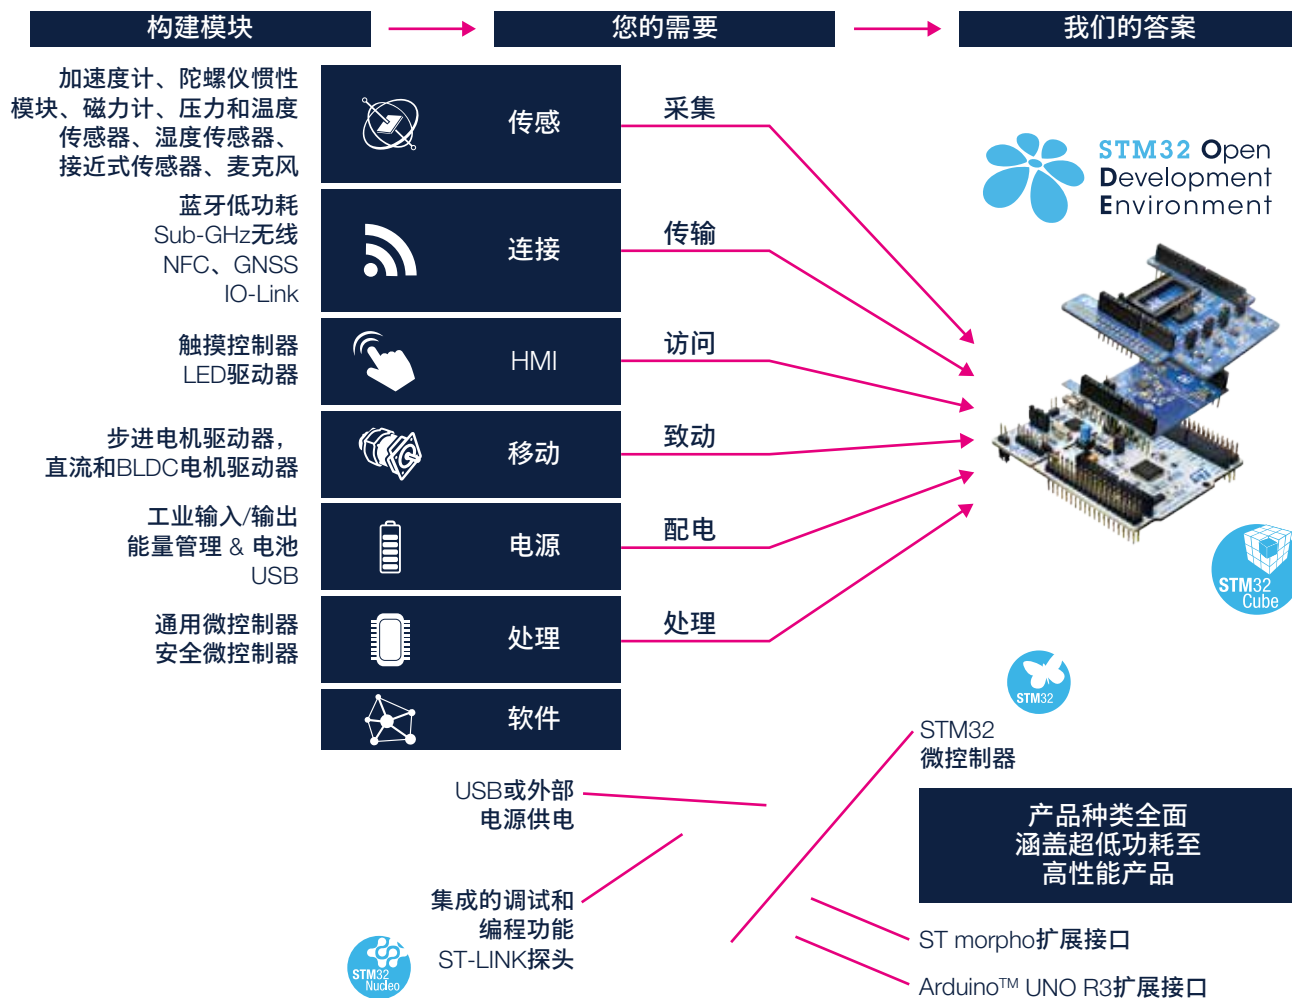 构建模块
您的需要
我们的答案
加速度计、陀螺仪惯性
模块、磁力计、压力和温度
传感器、湿度传感器、
接近式传感器、麦克风
传感
采集
STM32 Open
Development
Environment
蓝牙低功耗
Sub-GHz无线
NFC、GNSS
IO-Link
连接
传输
触摸控制器
LED驱动器
HMI
访问
步进电机驱动器，
直流和BLDC电机驱动器
移动
致动
工业输入/输出
能量管理 & 电池
USB
电源
配电
STM32
Cube
通用微控制器
安全微控制器
处理
处理
软件
STM32
STM32
微控制器
USB或外部
电源供电
产品种类全面
涵盖超低功耗至
高性能产品
集成的调试和
编程功能
ST-LINK探头
STM32
Nucleo
ST morpho扩展接口
Arduino™ UNO R3扩展接口